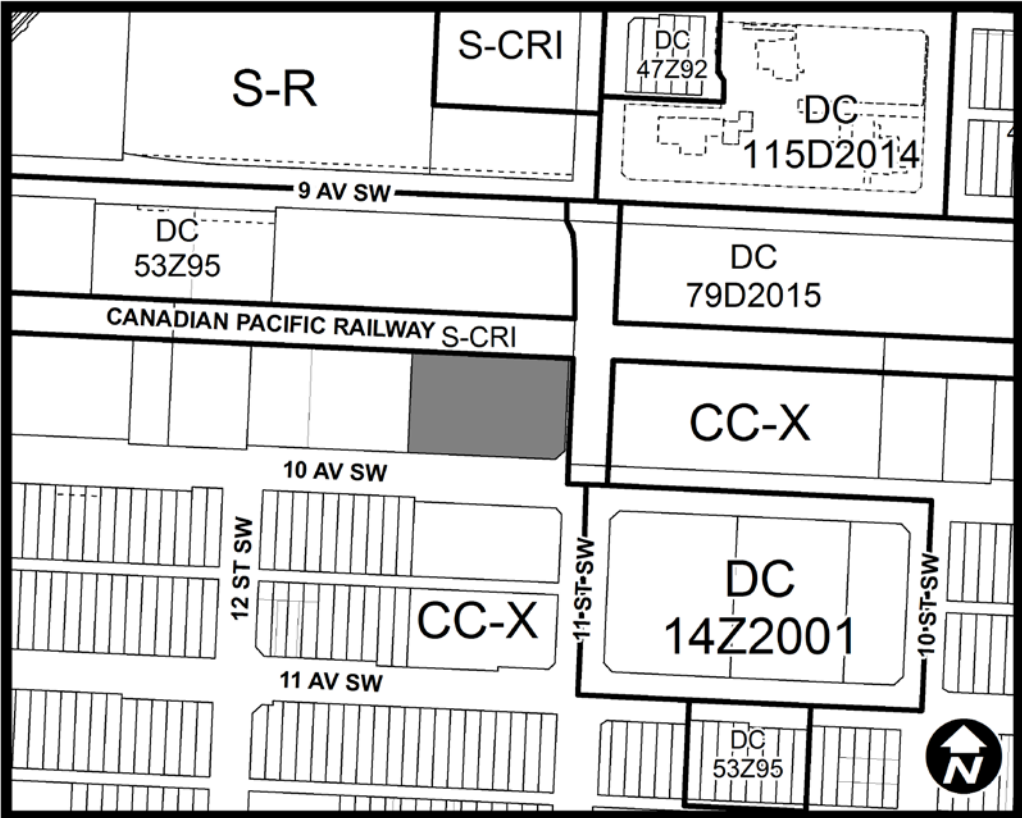 S-CRI
DC
47Z92
S-R
DC
115D2014
9 AV SW
DC
53Z95
DC
79D2015
CANADIAN PACIFIC RAILWAY
S-CRI
CC-X
10 AV SW
12 ST SW
11 ST SW
DC
14Z2001
10 ST SW
CC-X
11 AV SW
DC
53Z95
N